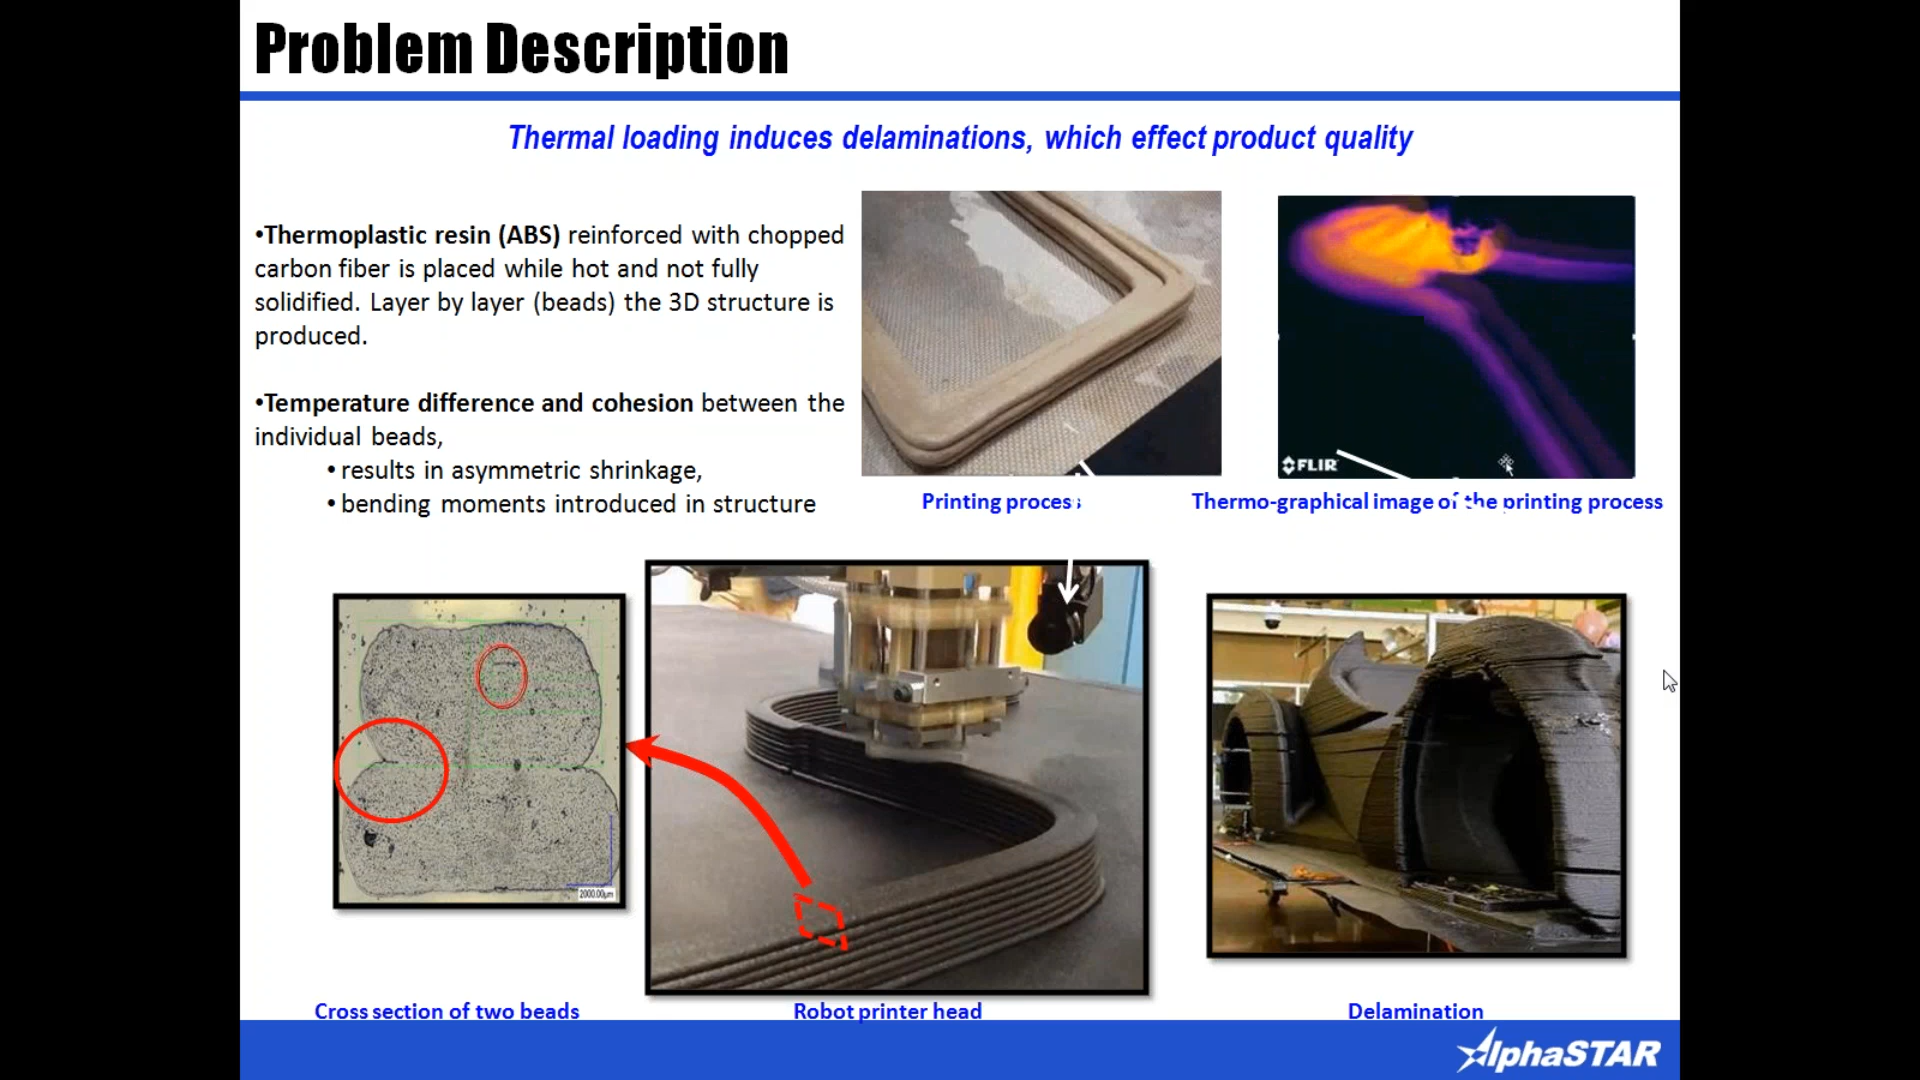 Problem Description
Thermal loading induces delaminations, which effect product quality
•Thermoplastic resin (ABS) reinforced with chopped
carbon fiber is placed while hot and not fully
solidified. Layer by layer (beads) the 3D structure is
produced.
•Temperature difference and cohesion between the
individual beads,
• results in asymmetric shrinkage,
• bending moments introduced in structure
FLIR
Printing process
Thermo-graphical image of the printing process
2000.00µm
Cross section of two beads
Robot printer head
Delamination
AlphaSTAR